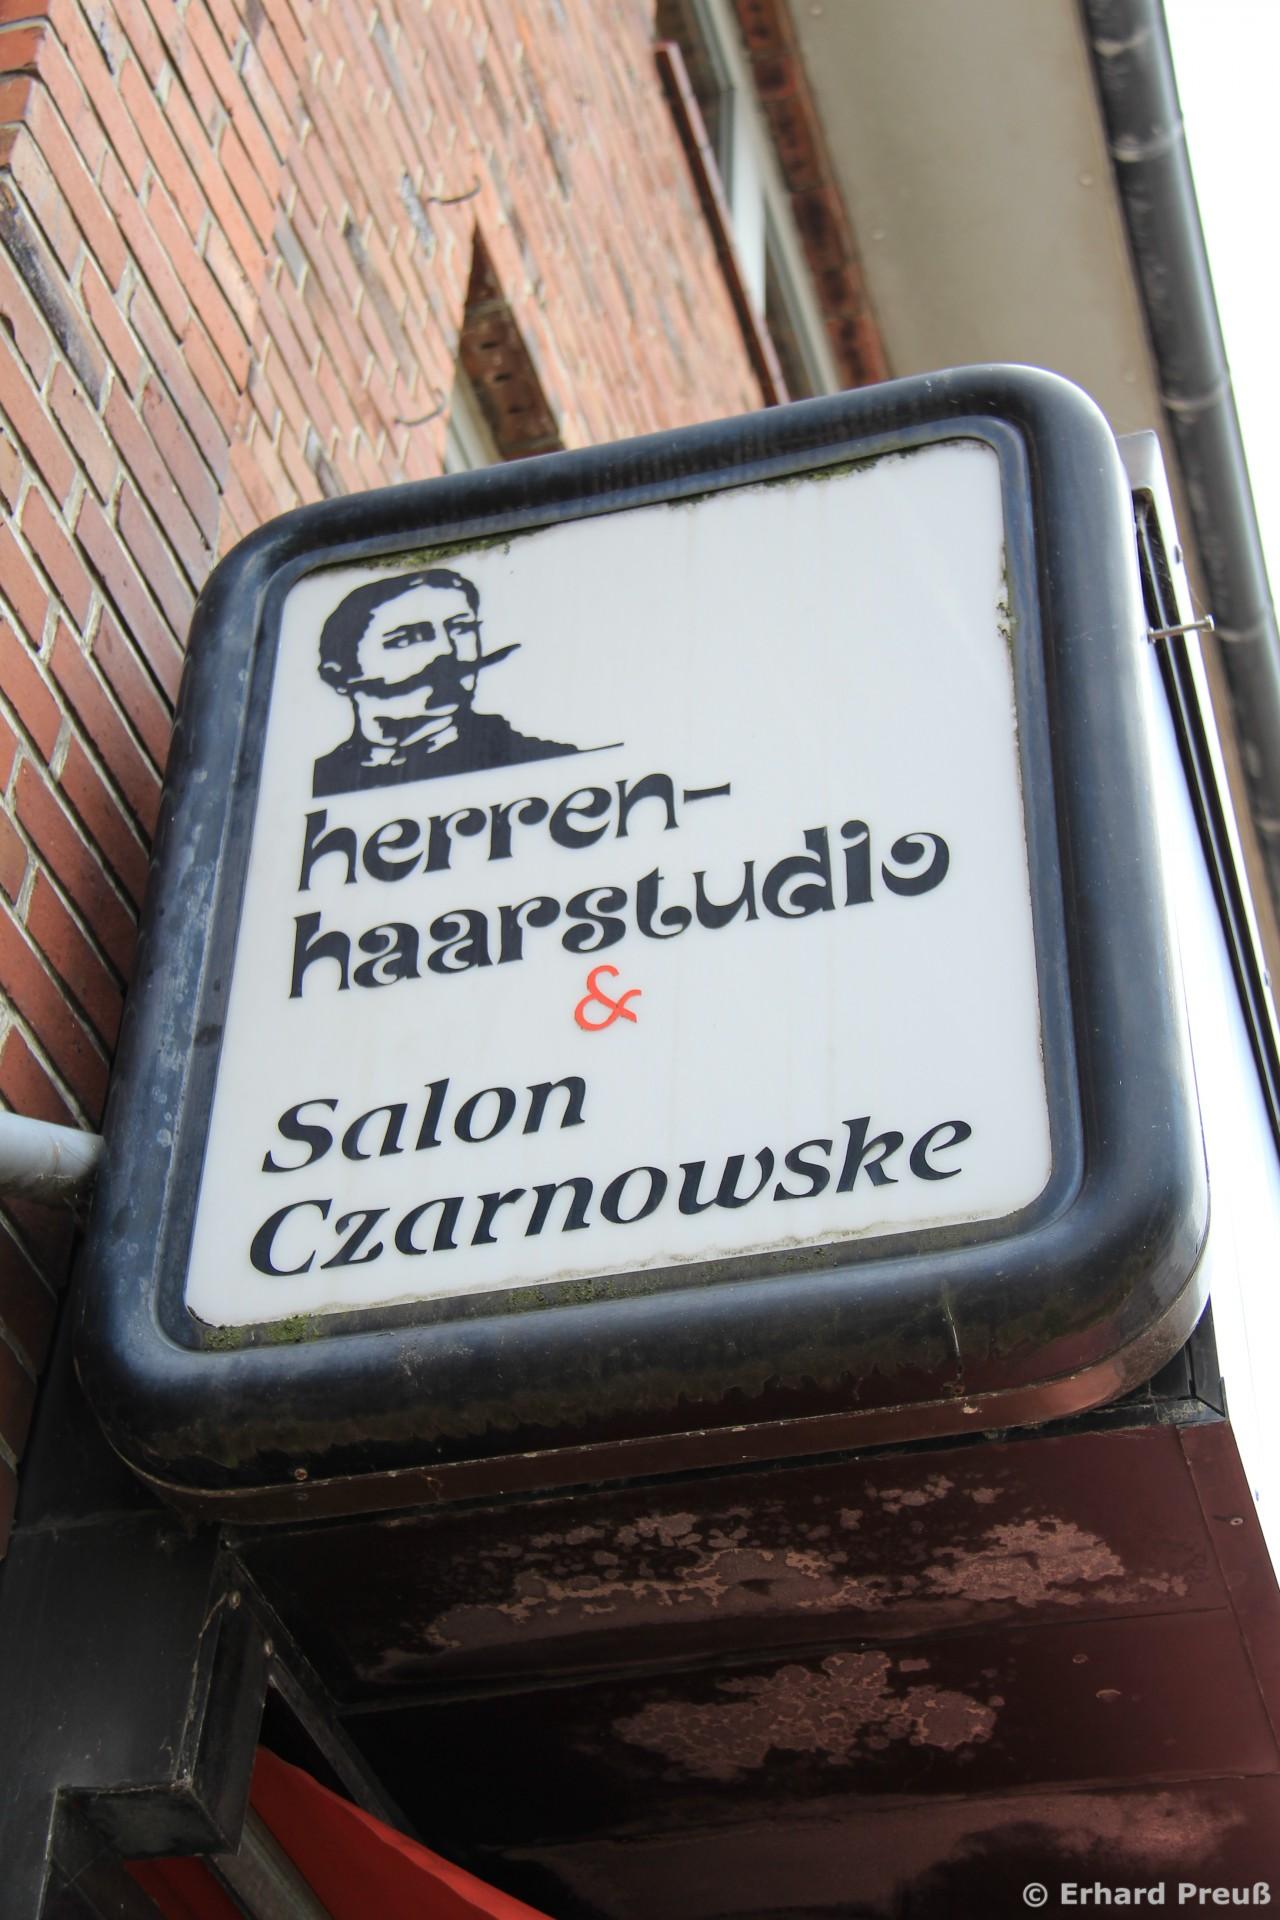 herren-
haarstudio
&
Salon
Czarnowske
© Erhard Preuß